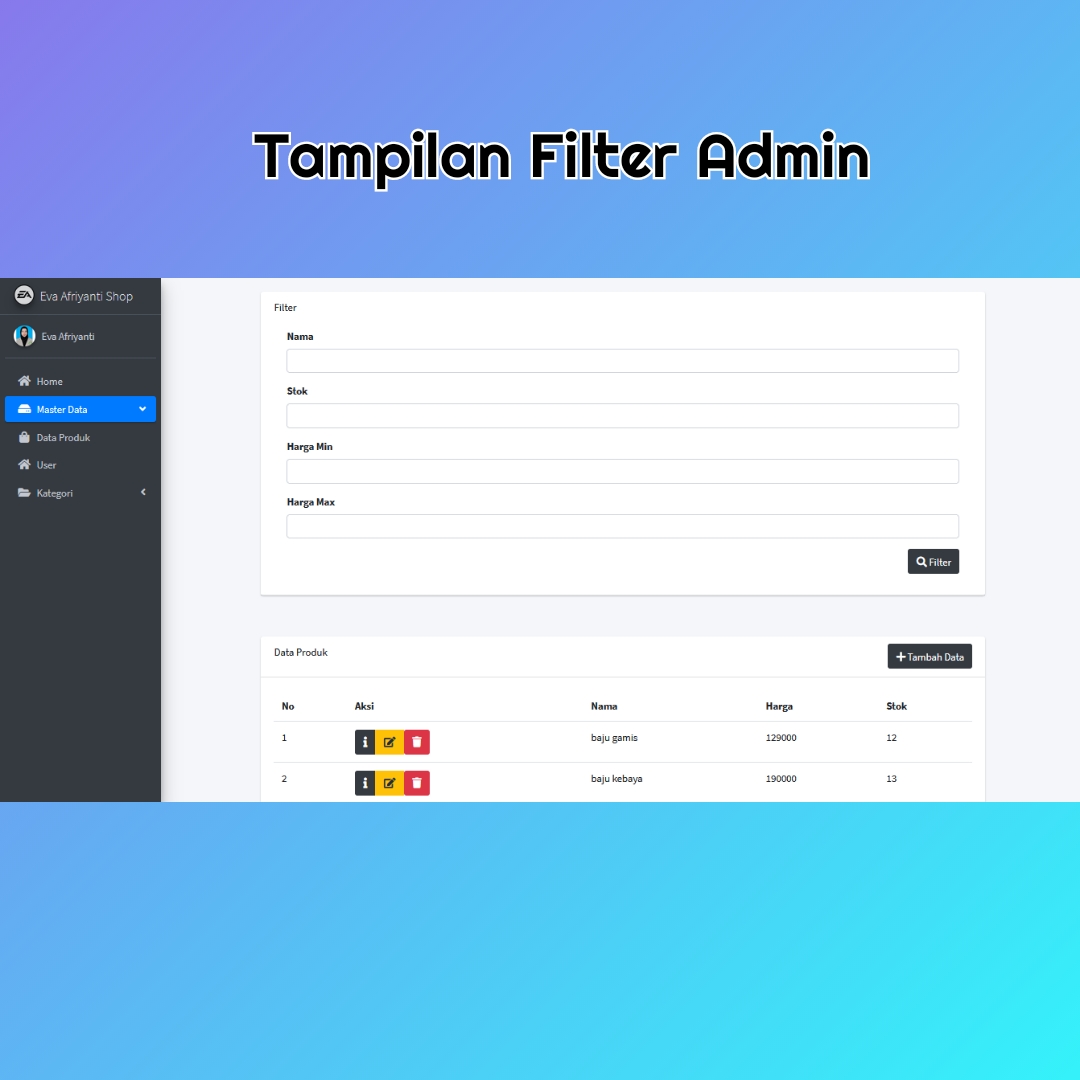 Tampilan Filter Admin
EA Eva Afriyanti Shop
Eva Afriyanti
Home
Master Data
Data Produk
User
Kategori
Filter
Nama
Stok
Harga Min
Harga Max
Filter
Data Produk
Tambah Data
No Aksi Nama Harga Stok
1 baju gamis 129000 12
2 baju kebaya 190000 13